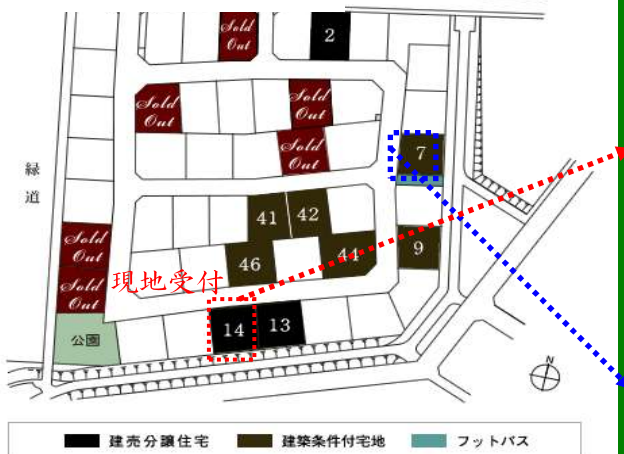 Sold
Out
2
Sold
Out
Sold
Out
Sold
Out
7
緑
道
41
42
Sold
Out
46
44
9
Sold
Out
現地受付
14
13
公園
N
建売分譲住宅
建築条件付宅地
フットパス